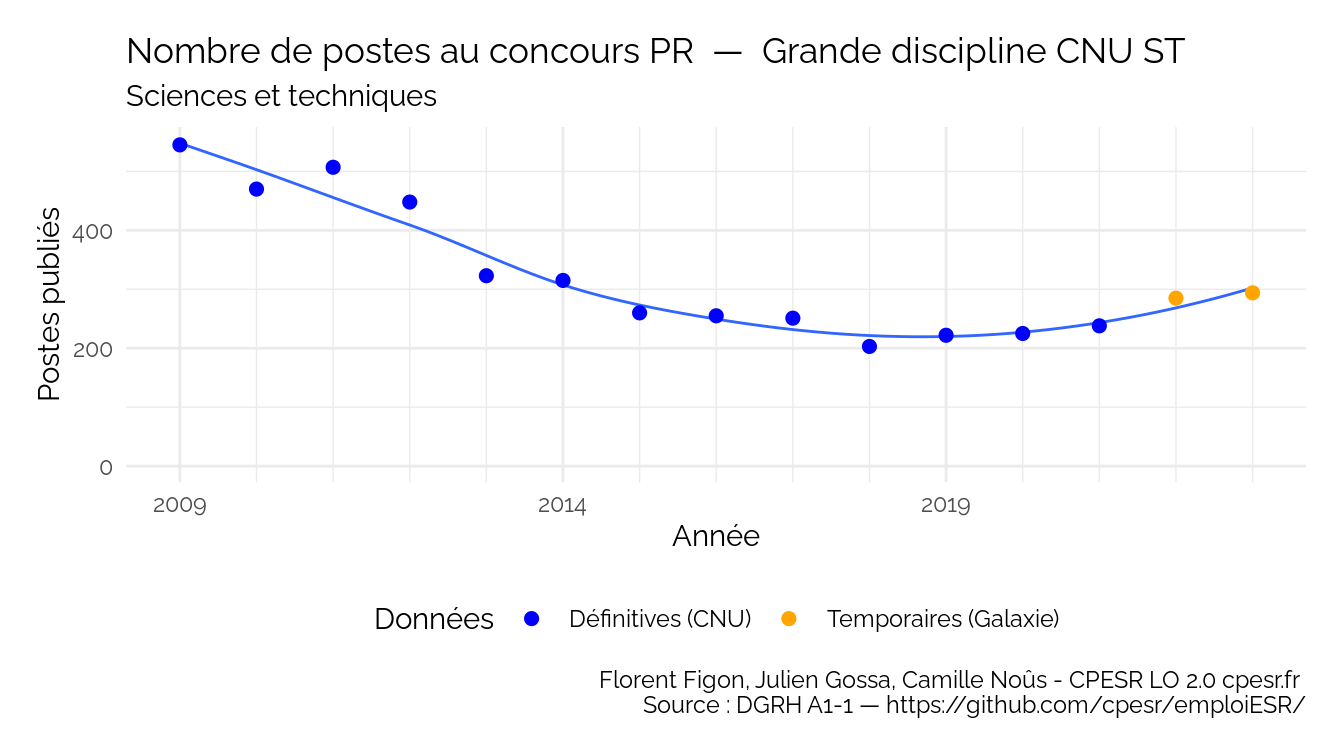 Nombre de postes au concours PR — Grande discipline CNU ST
Sciences et techniques
Postes publiés
400
200
0
2009 2014 2019
Année
Données Définitives (CNU) Temporaires (Galaxie)
Florent Figon, Julien Gossa, Camille Noûs - CPESR LO 2.0 cpesr.fr
Source : DGRH A1-1 — https://github.com/cpesr/emploiESR/